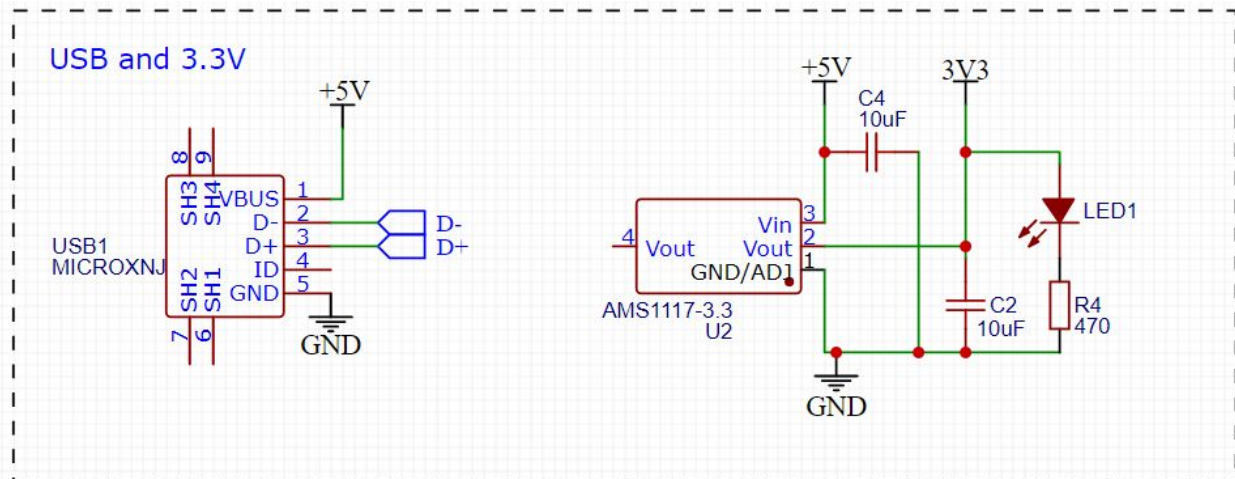 USB and 3.3V
+5V
8 9
SH3 SH4
VBUS 1
D- 2
D+ 3
ID 4
GND 5
SH2 SH1
7 6
USB1
MICROXNJ
D-
D+
GND
+5V
3V3
C4
10uF
Vin 3
4 Vout Vout 2
GND/ADJ 1
AMS1117-3.3
U2
LED1
C2
10uF
R4
470
GND